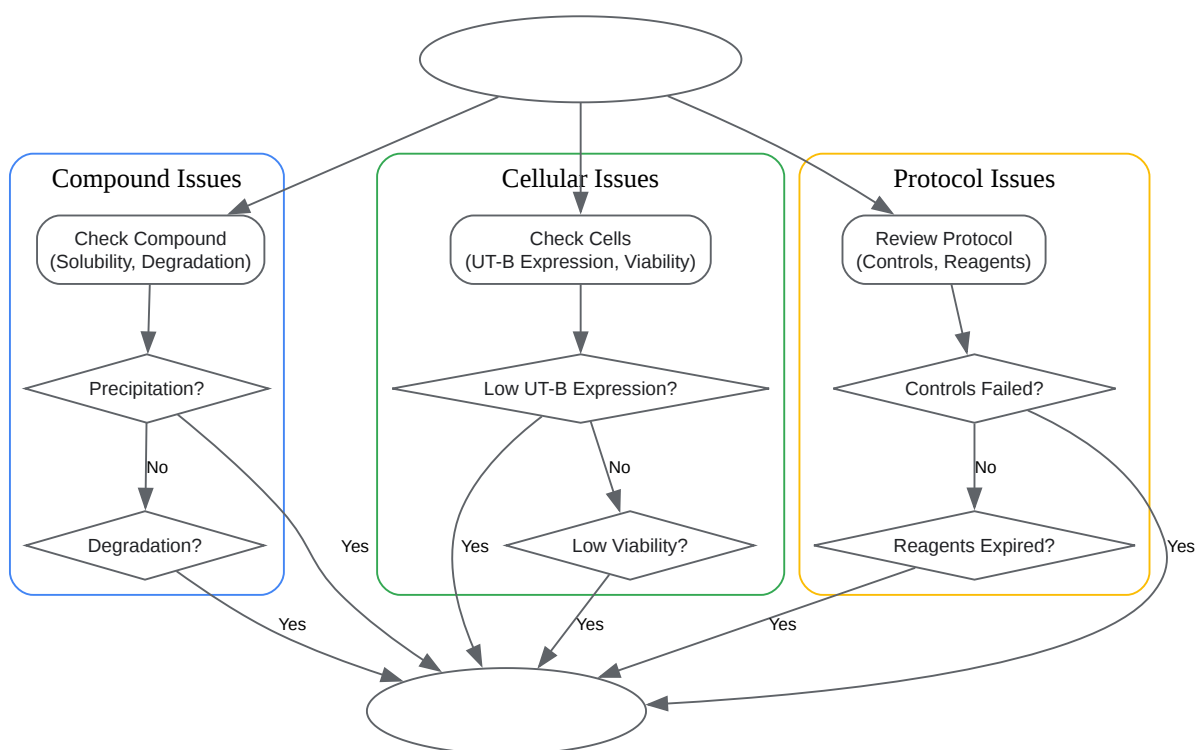 Compound Issues
Cellular Issues
Protocol Issues
Check Compound
(Solubility, Degradation)
Check Cells
(UT-B Expression, Viability)
Review Protocol
(Controls, Reagents)
Precipitation?
Low UT-B Expression?
Controls Failed?
No
No
No
Degradation?
Yes
Yes
Low Viability?
Reagents Expired?
Yes
Yes
Yes
Yes